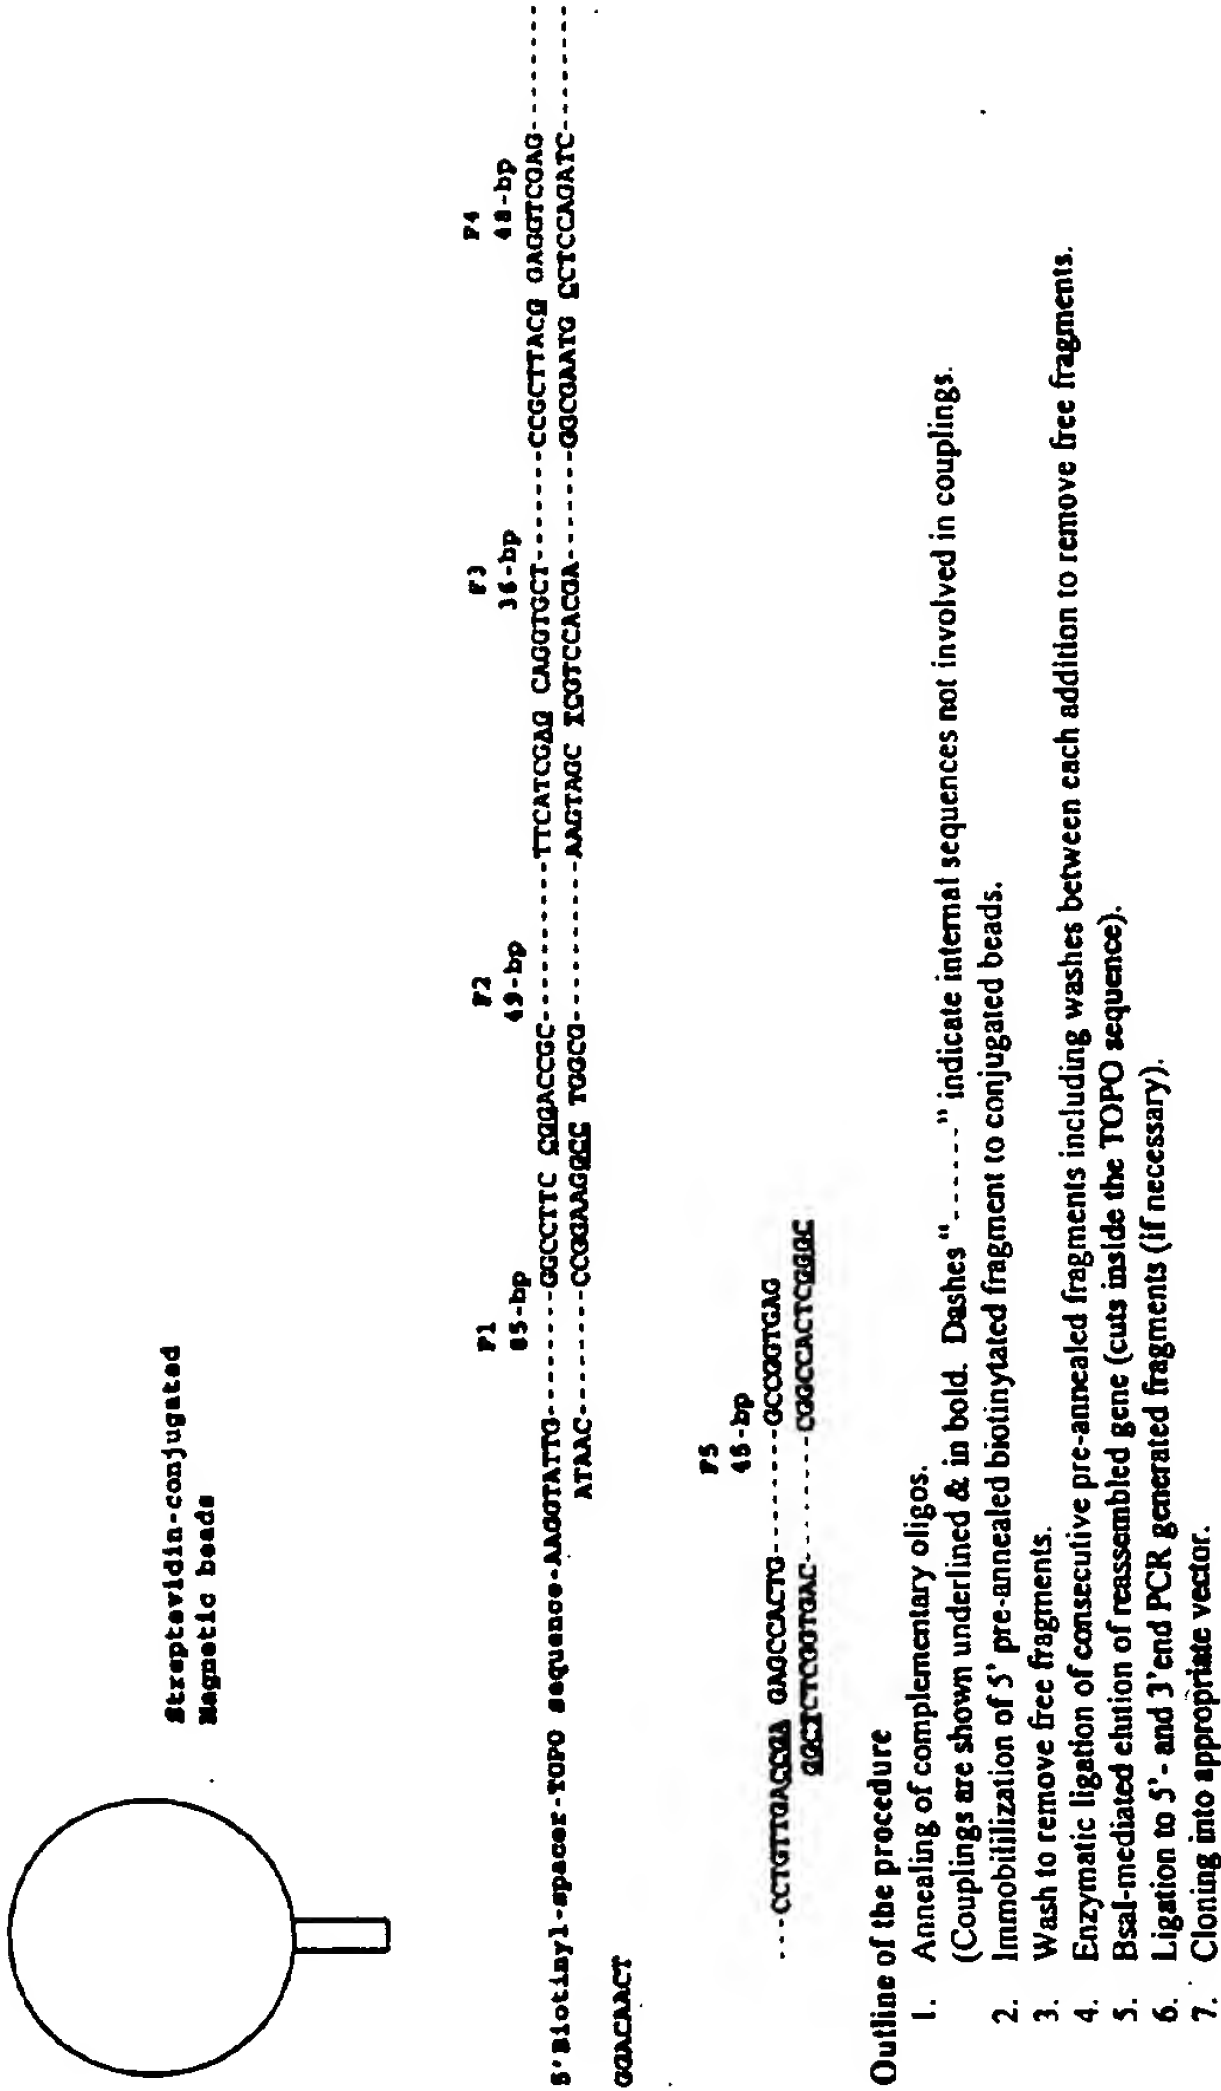 Streptavidin-conjugated
Magnetic beads
F1 F2 F3 F4
85-bp 49-bp 36-bp 48-bp
5'Biotinyl-spacer-TOPO sequence-AAGGTATTG------GGCCTTC CGGACCGC---------TTCATCGAG CAGGTGCT-------CCGCTTACG GAGGTCGAG--------
ATAAC-------CCGGAAGGCC TGGCG---------AAGTAGC TCGTCCACGA-------GGCGAATG CCTCCAGATC-------
GGACAACT
F5
45-bp
---CCTGTTGACCGA GAGCCACTG-------GCCGGTGAG
GGCTCTCGGTGAC-------CGGCCACTCGGGC
Outline of the procedure
1. Annealing of complementary oligos.
(Couplings are shown underlined & in bold. Dashes "------" indicate internal sequences not involved in couplings.
2. Immobililization of 5' pre-annealed biotinytated fragment to conjugated beads.
3. Wash to remove free fragments.
4. Enzymatic ligation of consecutive pre-annealed fragments including washes between each addition to remove free fragments.
5. BsaI-mediated elution of reassembled gene (cuts inside the TOPO sequence).
6. Ligation to 5'- and 3'end PCR generated fragments (if necessary).
7. Cloning into appropriate vector.